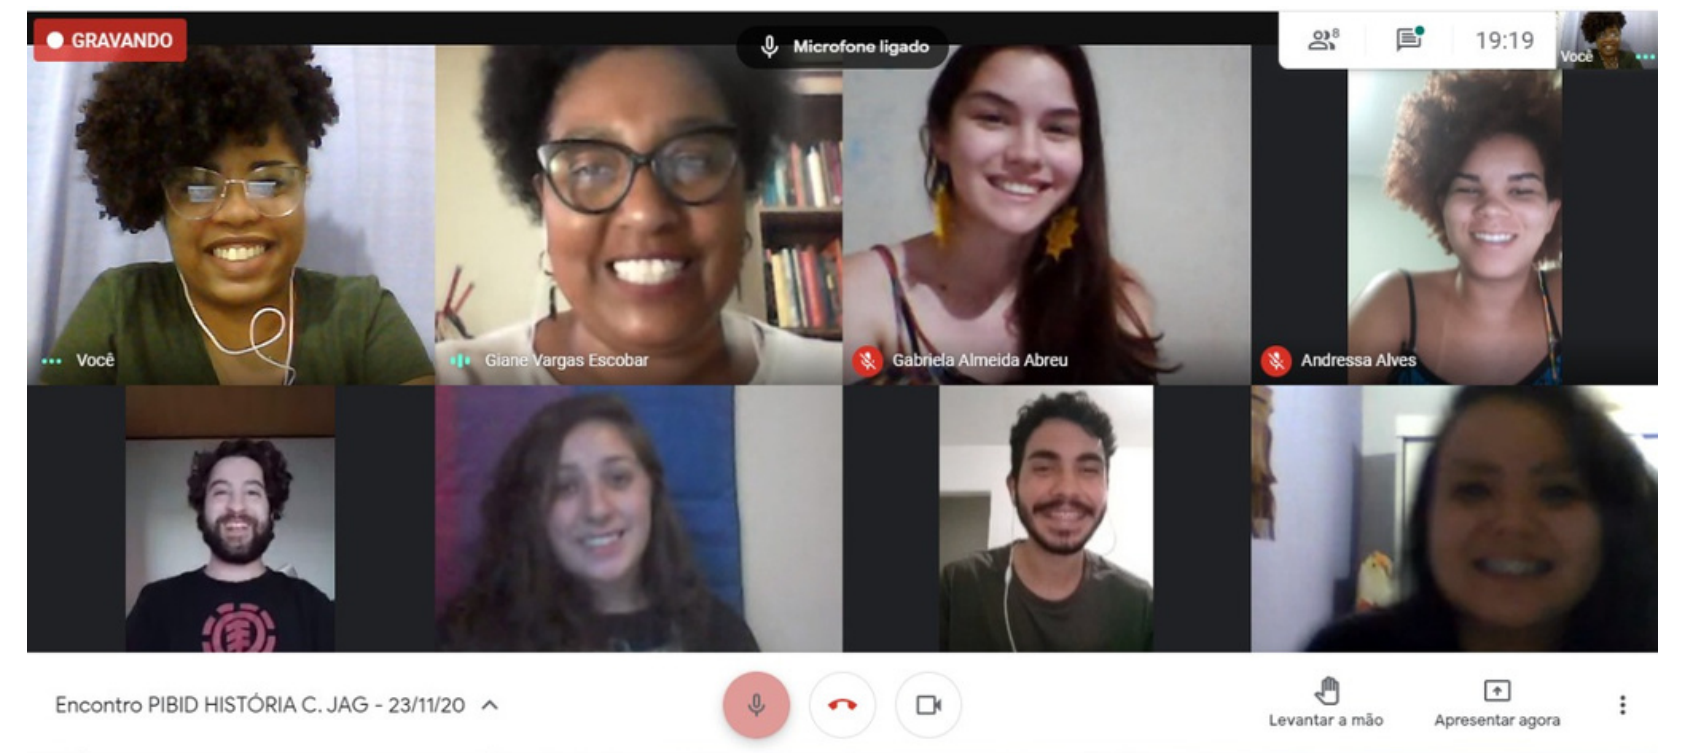 GRAVANDO
Microfone ligado
8
19:19
Você
Você
Giane Vargas Escobar
Gabriela Almeida Abreu
Andressa Alves
Encontro PIBID HISTÓRIA C. JAG - 23/11/20
Levantar a mão
Apresentar agora